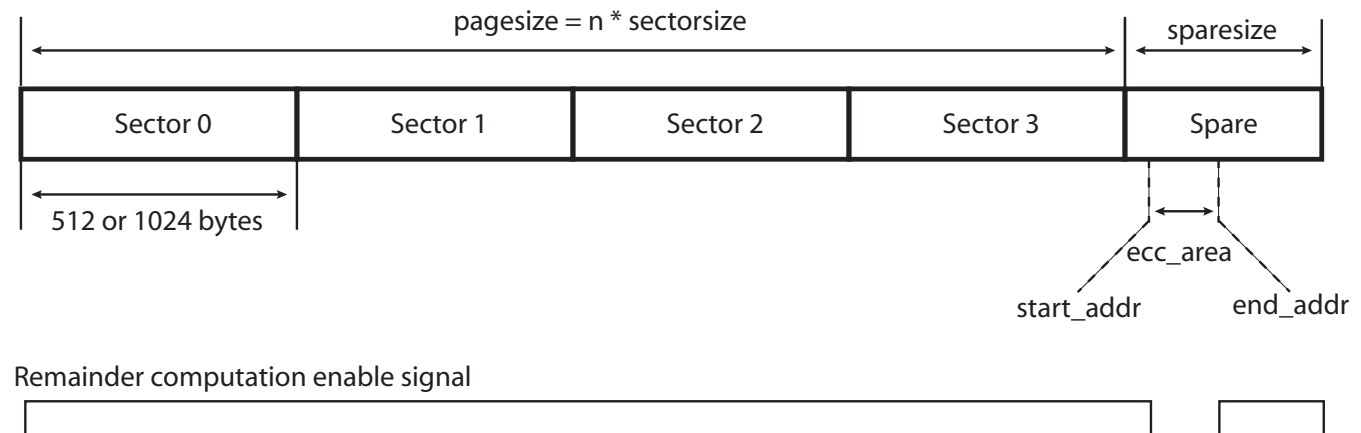 pagesize = n * sectorsize
sparesize
Sector 0
Sector 1
Sector 2
Sector 3
Spare
512 or 1024 bytes
ecc_area
start_addr
end_addr
Remainder computation enable signal